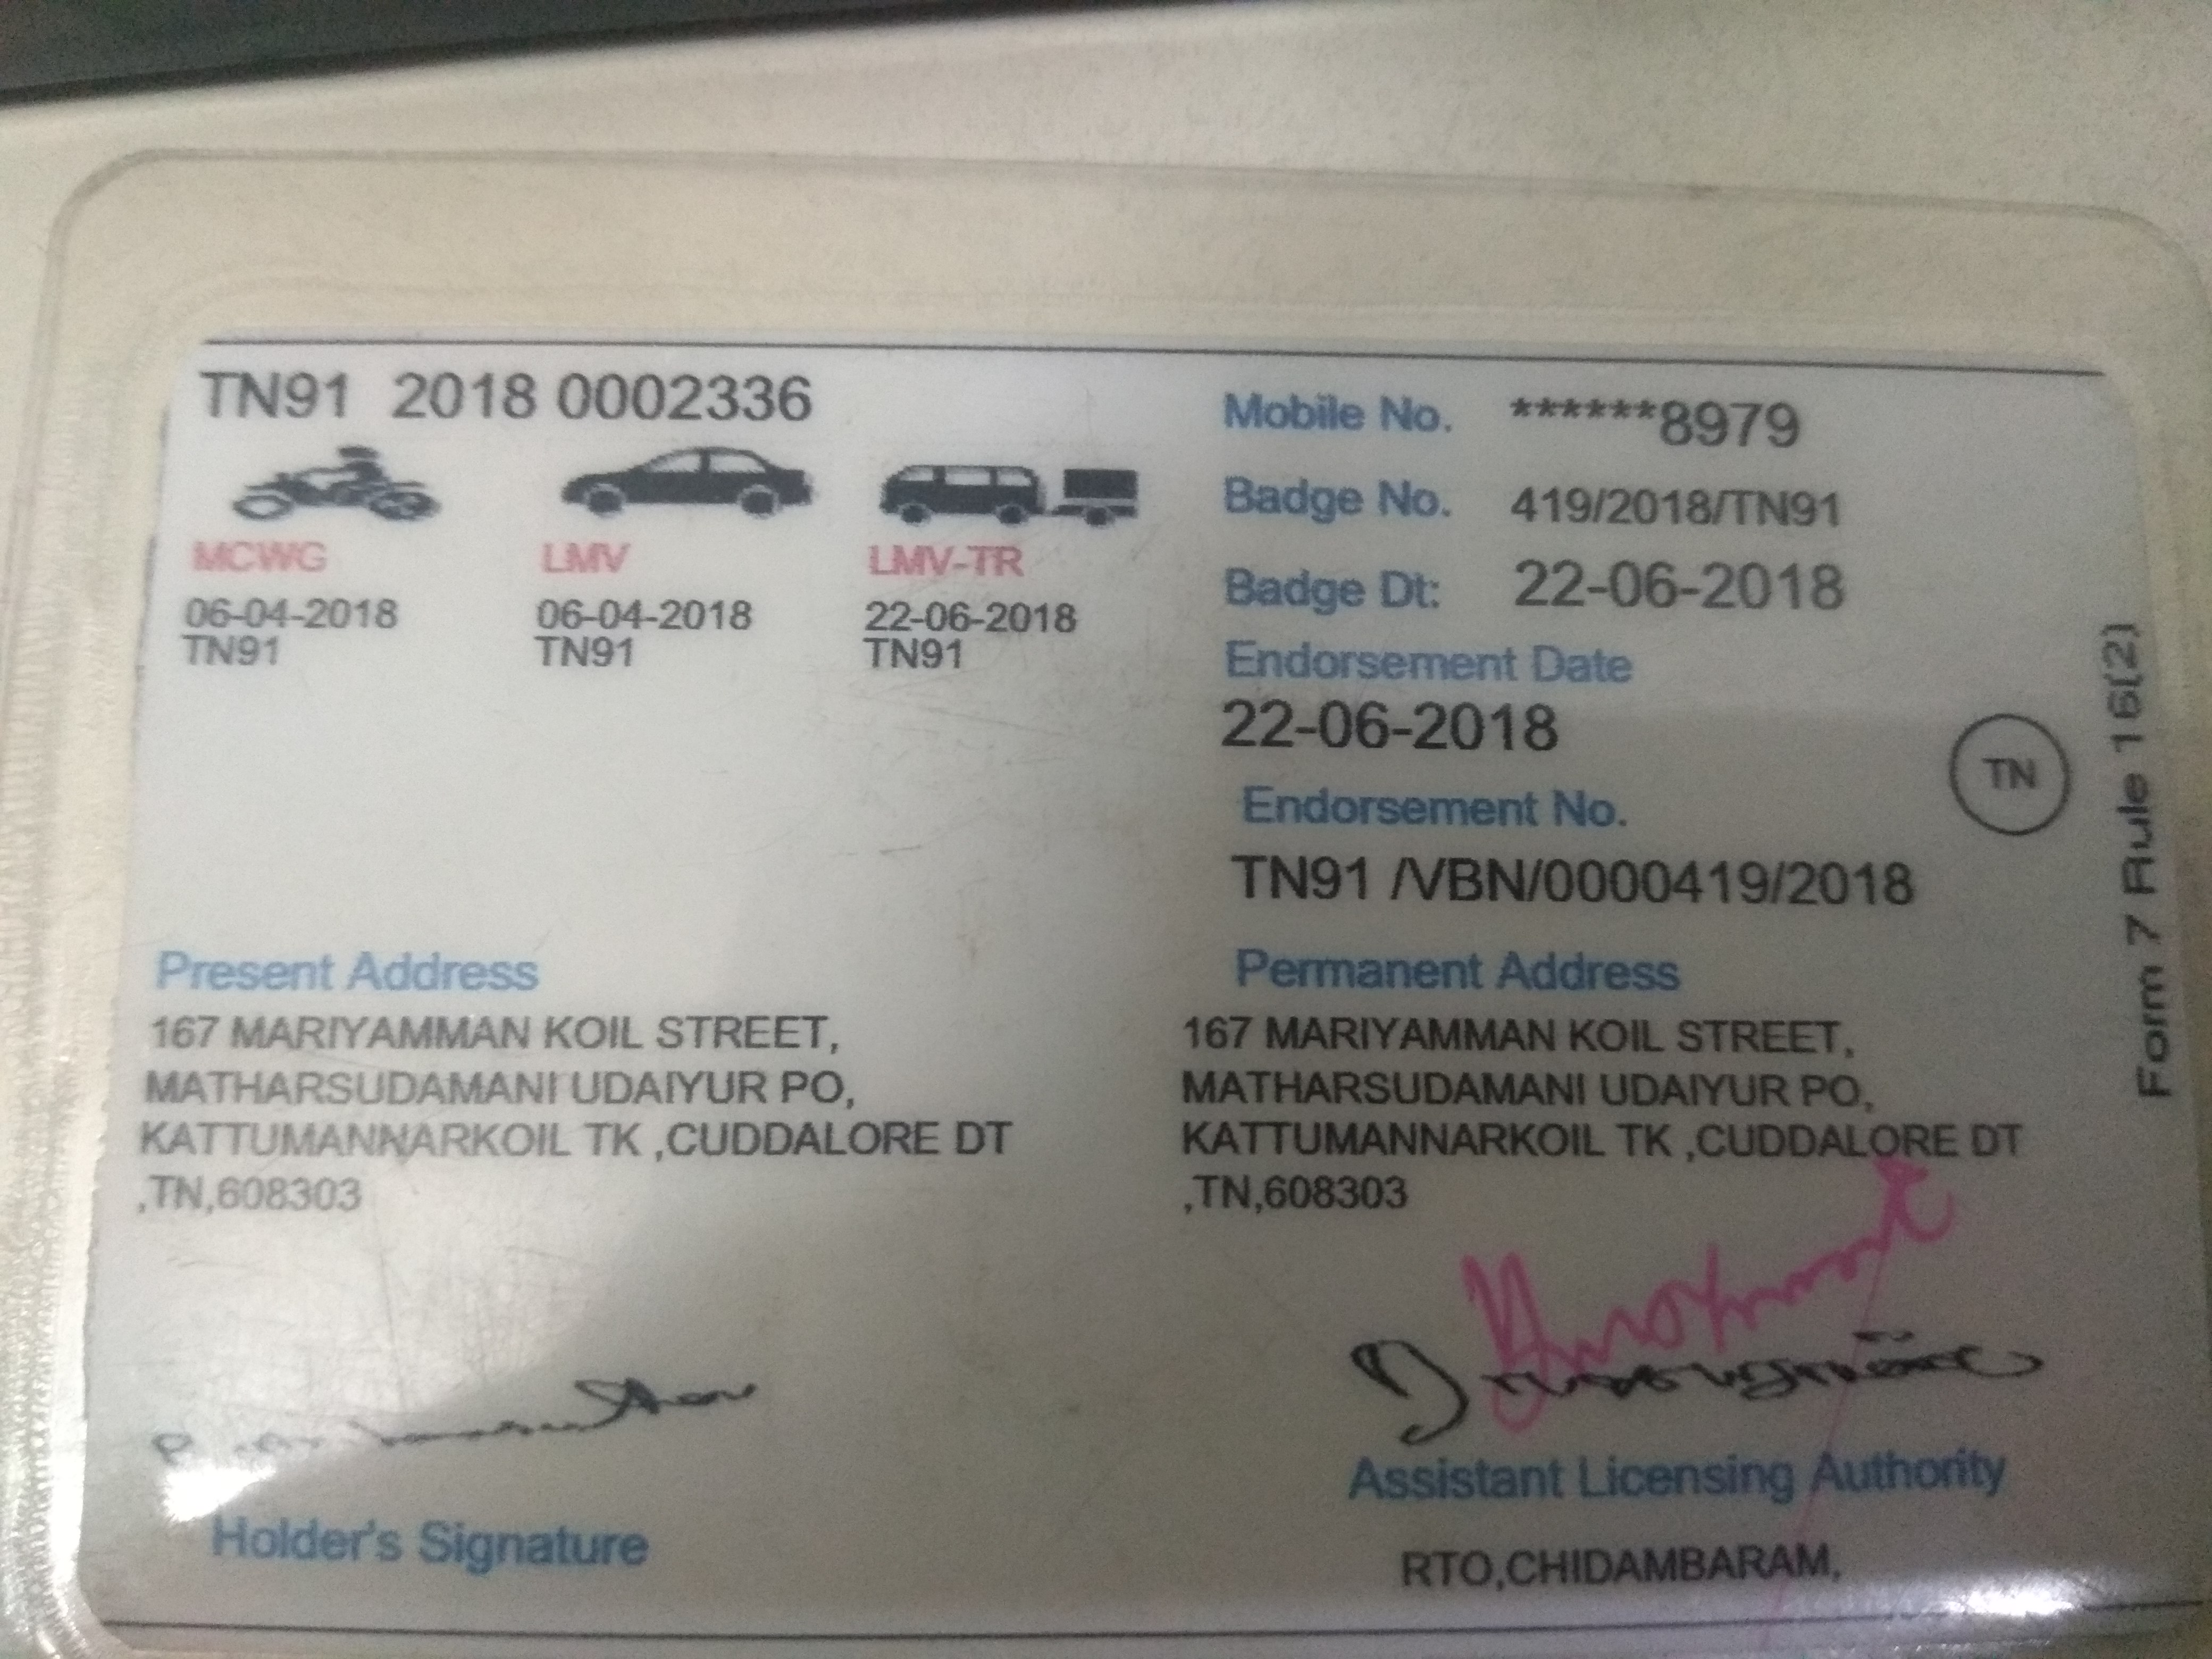 TN91 2018 0002336
MCWG LMV LMV-TR
06-04-2018 06-04-2018 22-06-2018
TN91 TN91 TN91
Mobile No. ******8979
Badge No. 419/2018/TN91
Badge Dt: 22-06-2018
Endorsement Date
22-06-2018
Endorsement No.
TN91 /VBN/0000419/2018
TN
Form 7 Rule 16(2)
Present Address
167 MARIYAMMAN KOIL STREET,
MATHARSUDAMANI UDAIYUR PO,
KATTUMANNARKOIL TK ,CUDDALORE DT
,TN,608303
Permanent Address
167 MARIYAMMAN KOIL STREET,
MATHARSUDAMANI UDAIYUR PO,
KATTUMANNARKOIL TK ,CUDDALORE DT
,TN,608303
Holder's Signature
Assistant Licensing Authority
RTO,CHIDAMBARAM,